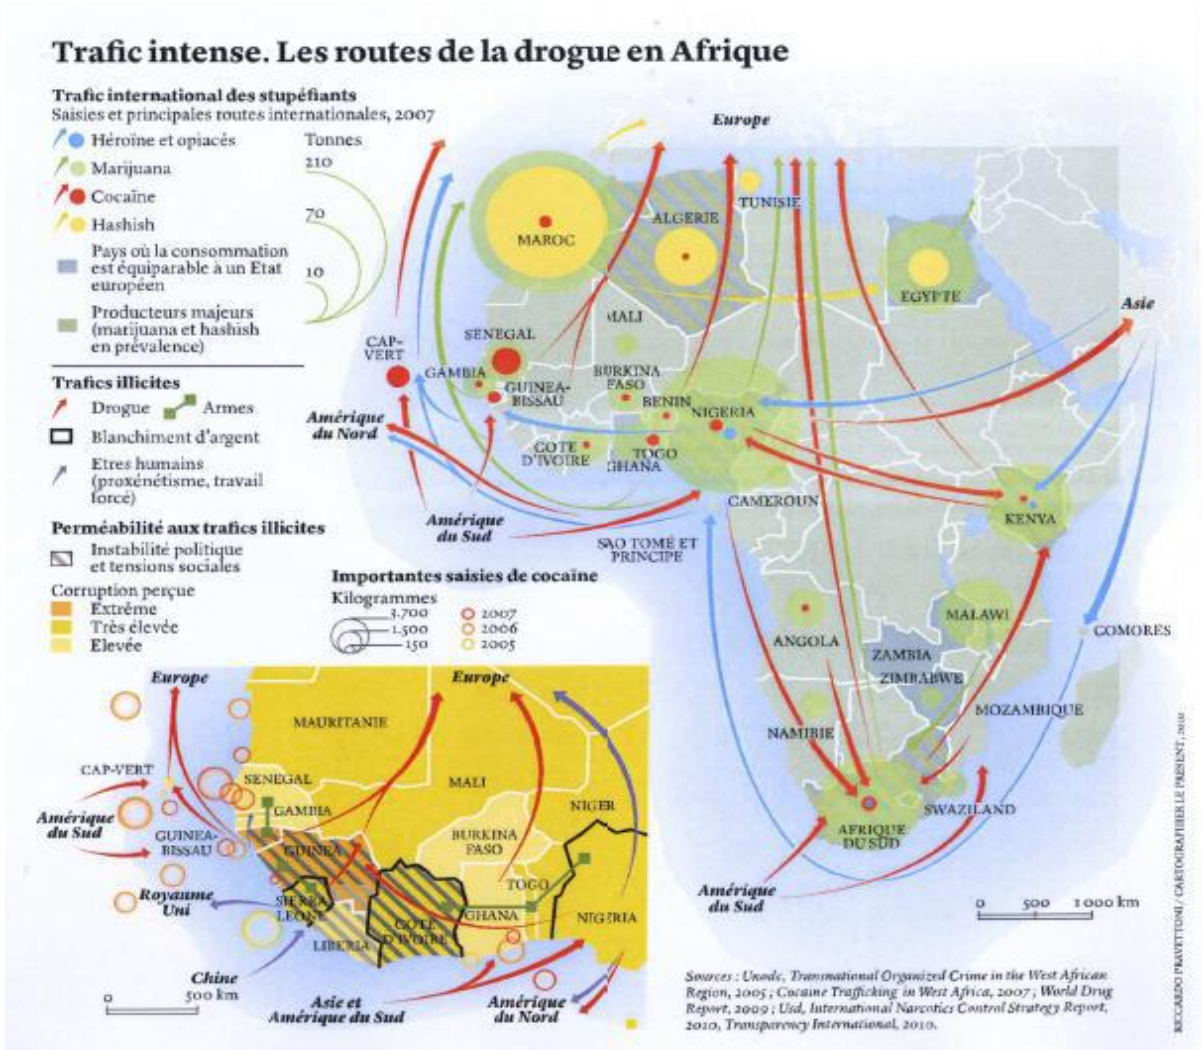 Trafic intense. Les routes de la drogue en Afrique
Trafic international des stupéfiants
Saisies et principales routes internationales, 2007
Héroïne et opiacés
Marijuana
Cocaïne
Hashish
Pays où la consommation
est équiparable à un Etat
européen
Producteurs majeurs
(marijuana et hashish
en prévalence)
Tonnes
210
70
10
Trafics illicites
Drogue
Armes
Blanchiment d'argent
Etres humains
(proxénétisme, travail
forcé)
Perméabilité aux trafics illicites
Instabilité politique
et tensions sociales
Corruption perçue
Extrême
Très élevée
Elevée
Importantes saisies de cocaïne
Kilogrammes
3.700
1.500
150
2007
2006
2005
Europe
MAROC
ALGERIE
TUNISIE
EGYPTE
Asie
MALI
SENEGAL
CAP-
VERT
GAMBIA
GUINEA-
BISSAU
BURKINA
FASO
BENIN
NIGERIA
Amérique
du Nord
COTE
D'IVOIRE
TOGO
GHANA
CAMEROUN
KENYA
Amérique
du Sud
SAO TOMÉ ET
PRINCIPE
ANGOLA
MALAWI
COMORES
ZAMBIA
ZIMBABWE
MOZAMBIQUE
NAMIBIE
SWAZILAND
AFRIQUE
DU SUD
Amérique
du Sud
0 500 1 000 km
Europe
Europe
MAURITANIE
CAP-VERT
SENEGAL
MALI
NIGER
GAMBIA
Amérique
du Sud
GUINEA-
BISSAU
GUINEA
BURKINA
FASO
TOGO
Royaume
Uni
SIERRA
LEONE
COTE
D'IVOIRE
GHANA
NIGERIA
LIBERIA
Chine
0 500 km
Asie et
Amérique du Sud
Amérique
du Nord
Sources : Unodc, Transnational Organized Crime in the West African
Region, 2005 ; Cocaine Trafficking in West Africa, 2007 ; World Drug
Report, 2009 ; Usd, International Narcotics Control Strategy Report,
2010, Transparency International, 2010.
RICCARDO PRAVETTONI / CARTOGRAPHIER LE PRESENT, 2010